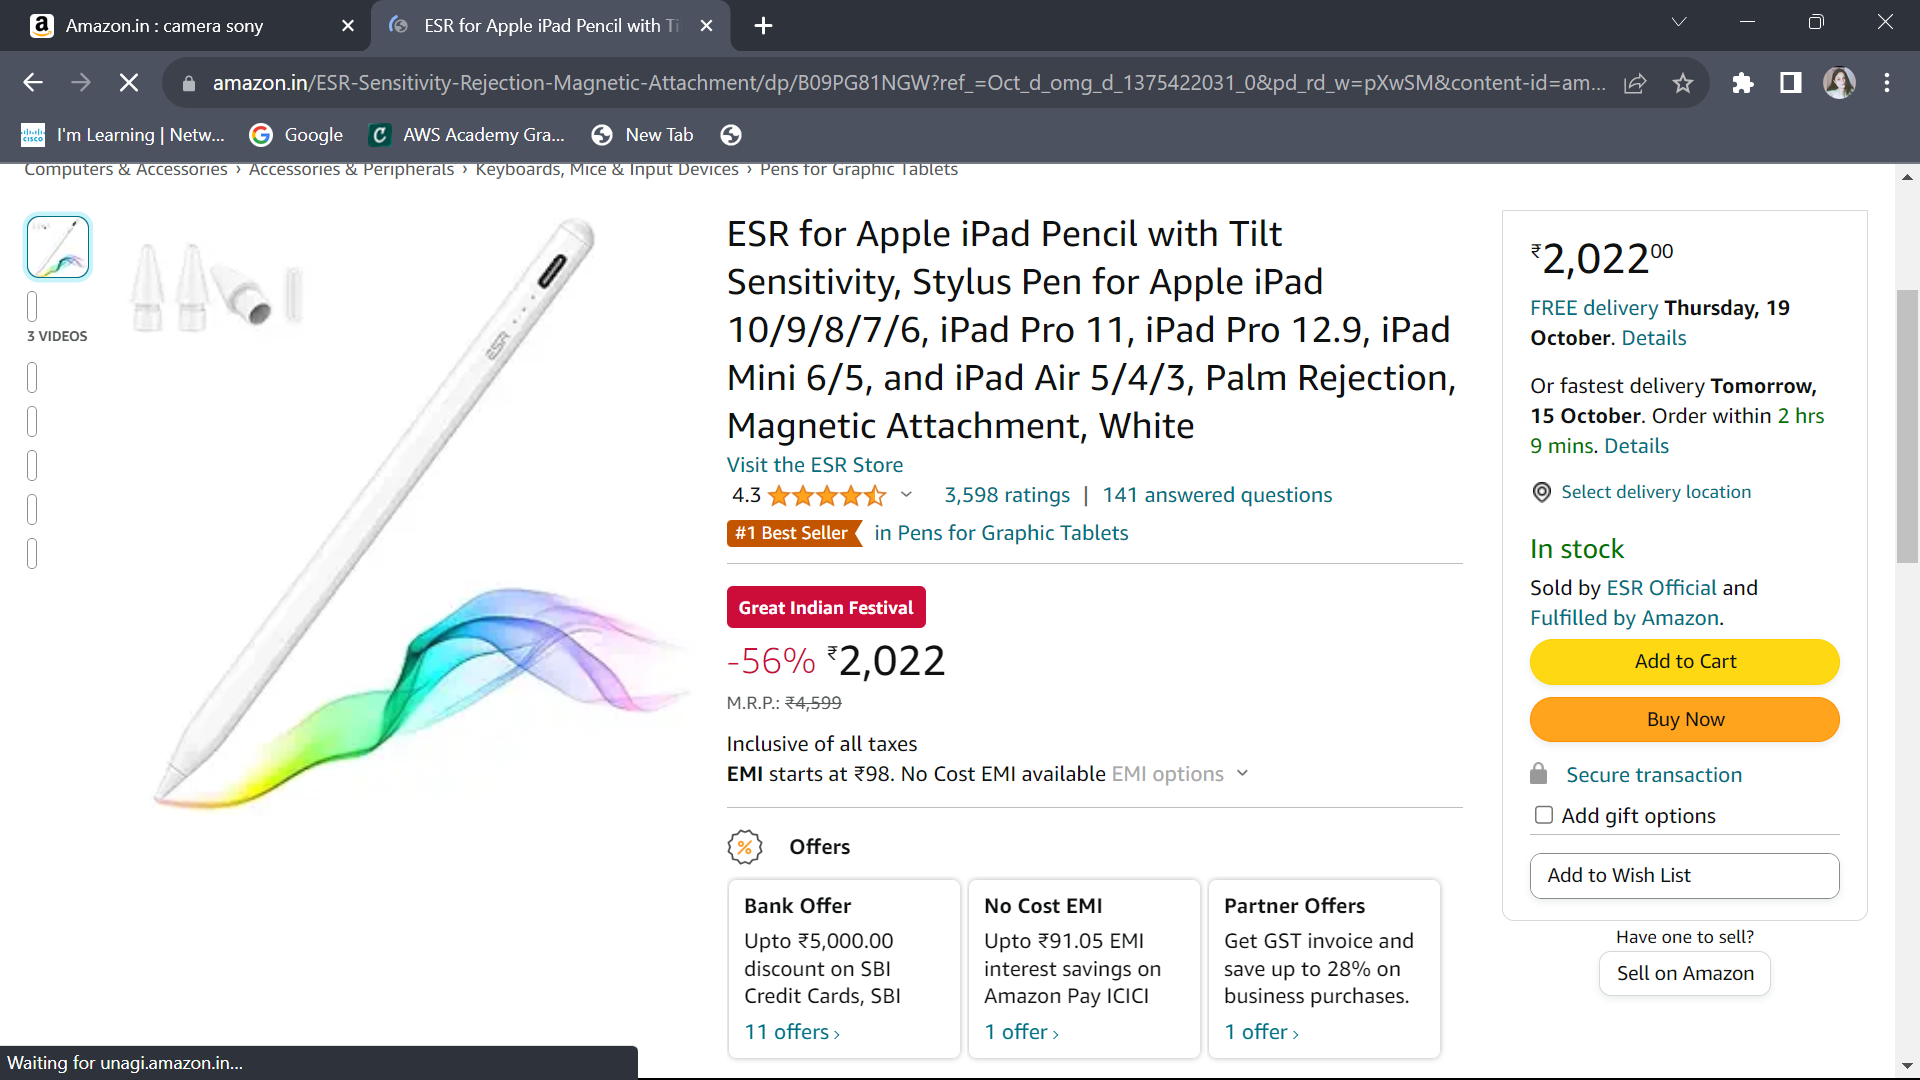 Amazon.in : camera sony
ESR for Apple iPad Pencil with Ti
amazon.in/ESR-Sensitivity-Rejection-Magnetic-Attachment/dp/B09PG81NGW?ref_=Oct_d_omg_d_1375422031_0&pd_rd_w=pXwSM&content-id=am...
I'm Learning | Netw... Google AWS Academy Gra... New Tab
Computers & Accessories › Accessories & Peripherals › Keyboards, Mice & Input Devices › Pens for Graphic Tablets
3 VIDEOS
ESR
ESR for Apple iPad Pencil with Tilt
Sensitivity, Stylus Pen for Apple iPad
10/9/8/7/6, iPad Pro 11, iPad Pro 12.9, iPad
Mini 6/5, and iPad Air 5/4/3, Palm Rejection,
Magnetic Attachment, White
Visit the ESR Store
4.3 3,598 ratings | 141 answered questions
#1 Best Seller in Pens for Graphic Tablets
Great Indian Festival
-56% ₹2,022
M.R.P.: ₹4,599
Inclusive of all taxes
EMI starts at ₹98. No Cost EMI available EMI options
Offers
Bank Offer
Upto ₹5,000.00
discount on SBI
Credit Cards, SBI
11 offers ›
No Cost EMI
Upto ₹91.05 EMI
interest savings on
Amazon Pay ICICI
1 offer ›
Partner Offers
Get GST invoice and
save up to 28% on
business purchases.
1 offer ›
₹2,022 00
FREE delivery Thursday, 19
October. Details
Or fastest delivery Tomorrow,
15 October. Order within 2 hrs
9 mins. Details
Select delivery location
In stock
Sold by ESR Official and
Fulfilled by Amazon.
Add to Cart
Buy Now
Secure transaction
Add gift options
Add to Wish List
Have one to sell?
Sell on Amazon
Waiting for unagi.amazon.in...